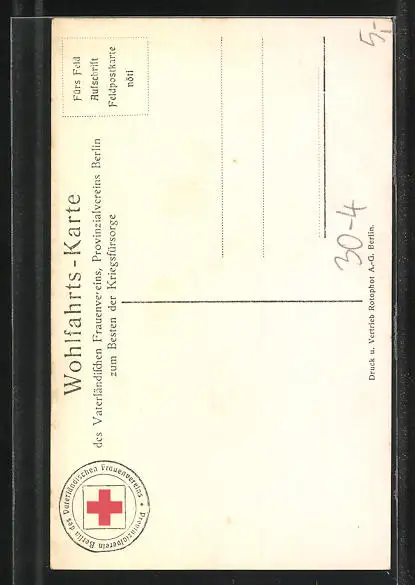 Wohlfahrts-Karte
des Vaterländischen Frauenvereins, Provinzialvereins Berlin
zum Besten der Kriegsfürsorge
Fürs Feld
Aufschrift
Feldpostkarte
nöti
Provinzialverein Berlin des Vaterländischen Frauenvereins
Druck u. Vertrieb Rotophot A.-G. Berlin.
30-4
5,-